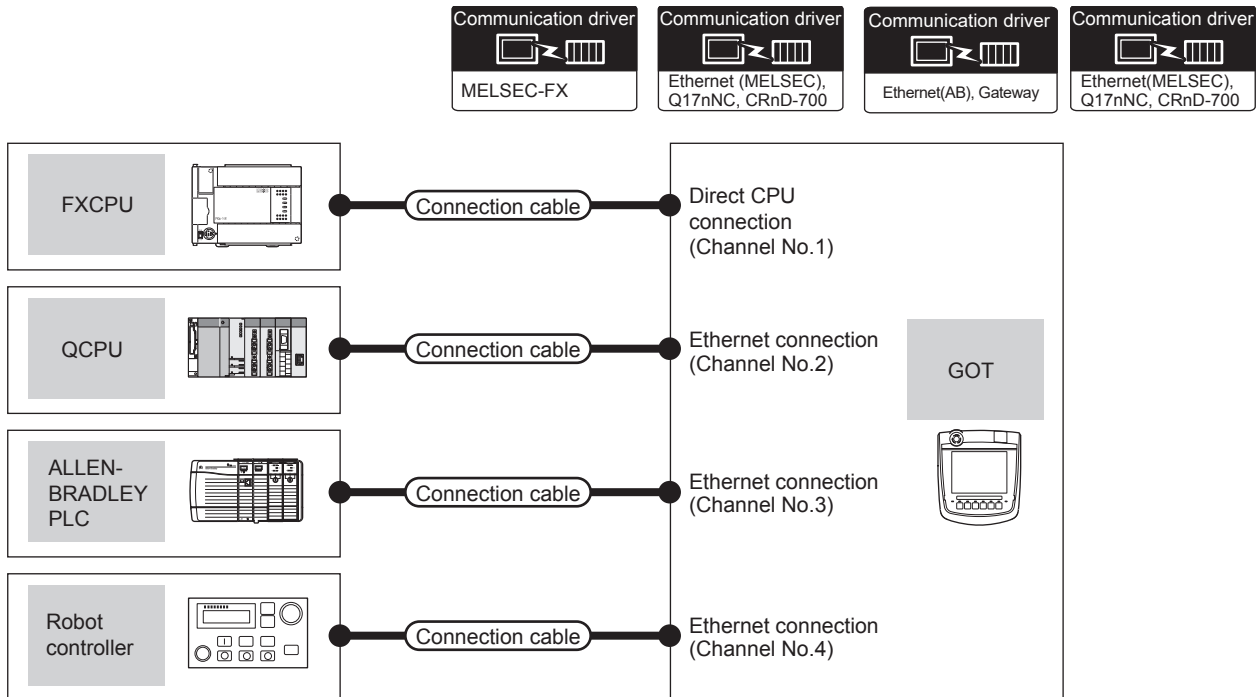 Communication driver
MELSEC-FX
Communication driver
Ethernet (MELSEC),
Q17nNC, CRnD-700
Communication driver
Ethernet(AB), Gateway
Communication driver
Ethernet(MELSEC),
Q17nNC, CRnD-700
FXCPU
Connection cable
Direct CPU
connection
(Channel No.1)
QCPU
Connection cable
Ethernet connection
(Channel No.2)
GOT
ALLEN-
BRADLEY
PLC
Connection cable
Ethernet connection
(Channel No.3)
Robot
controller
Connection cable
Ethernet connection
(Channel No.4)